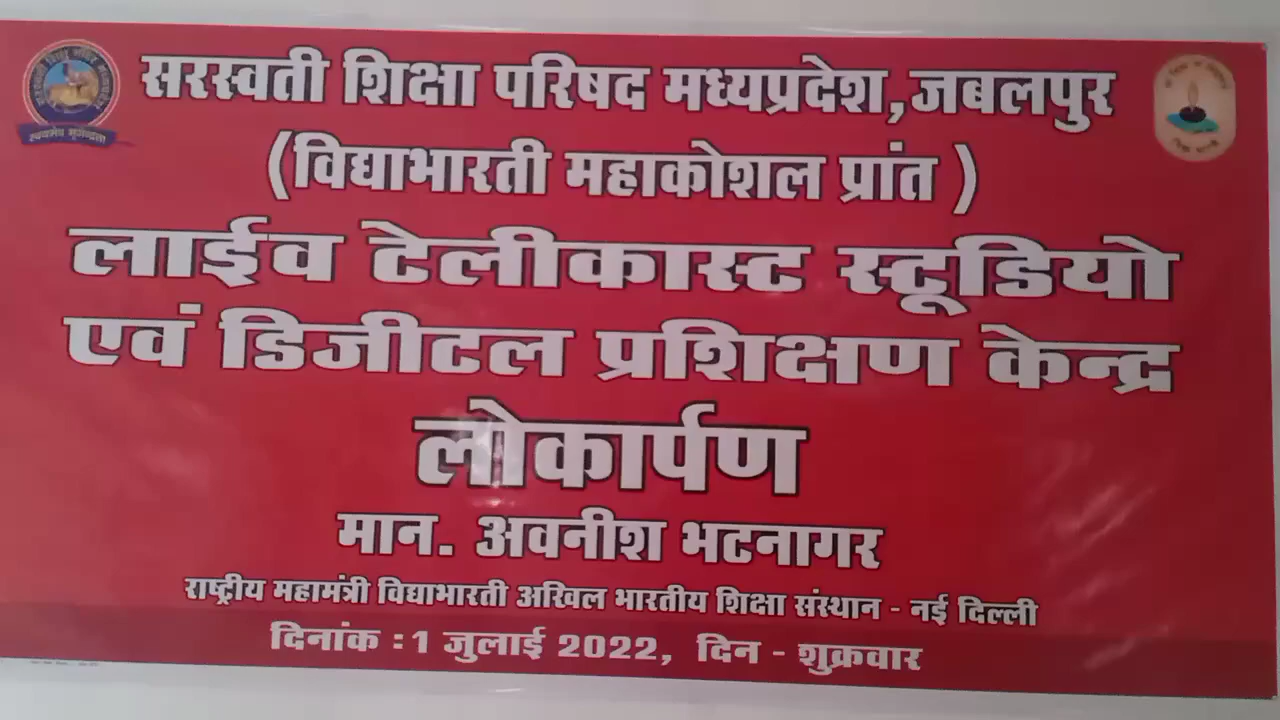 सरस्वती शिक्षा परिषद मध्यप्रदेश,जबलपुर
(विद्याभारती महाकोशल प्रांत )
लाईव टेलीकास्ट स्टूडियो
एवं डिजीटल प्रशिक्षण केन्द्र
लोकार्पण
मान. अवनीश भटनागर
राष्ट्रीय महामंत्री विद्याभारती अखिल भारतीय शिक्षा संस्थान - नई दिल्ली
दिनांक : 1 जुलाई 2022, दिन - शुक्रवार